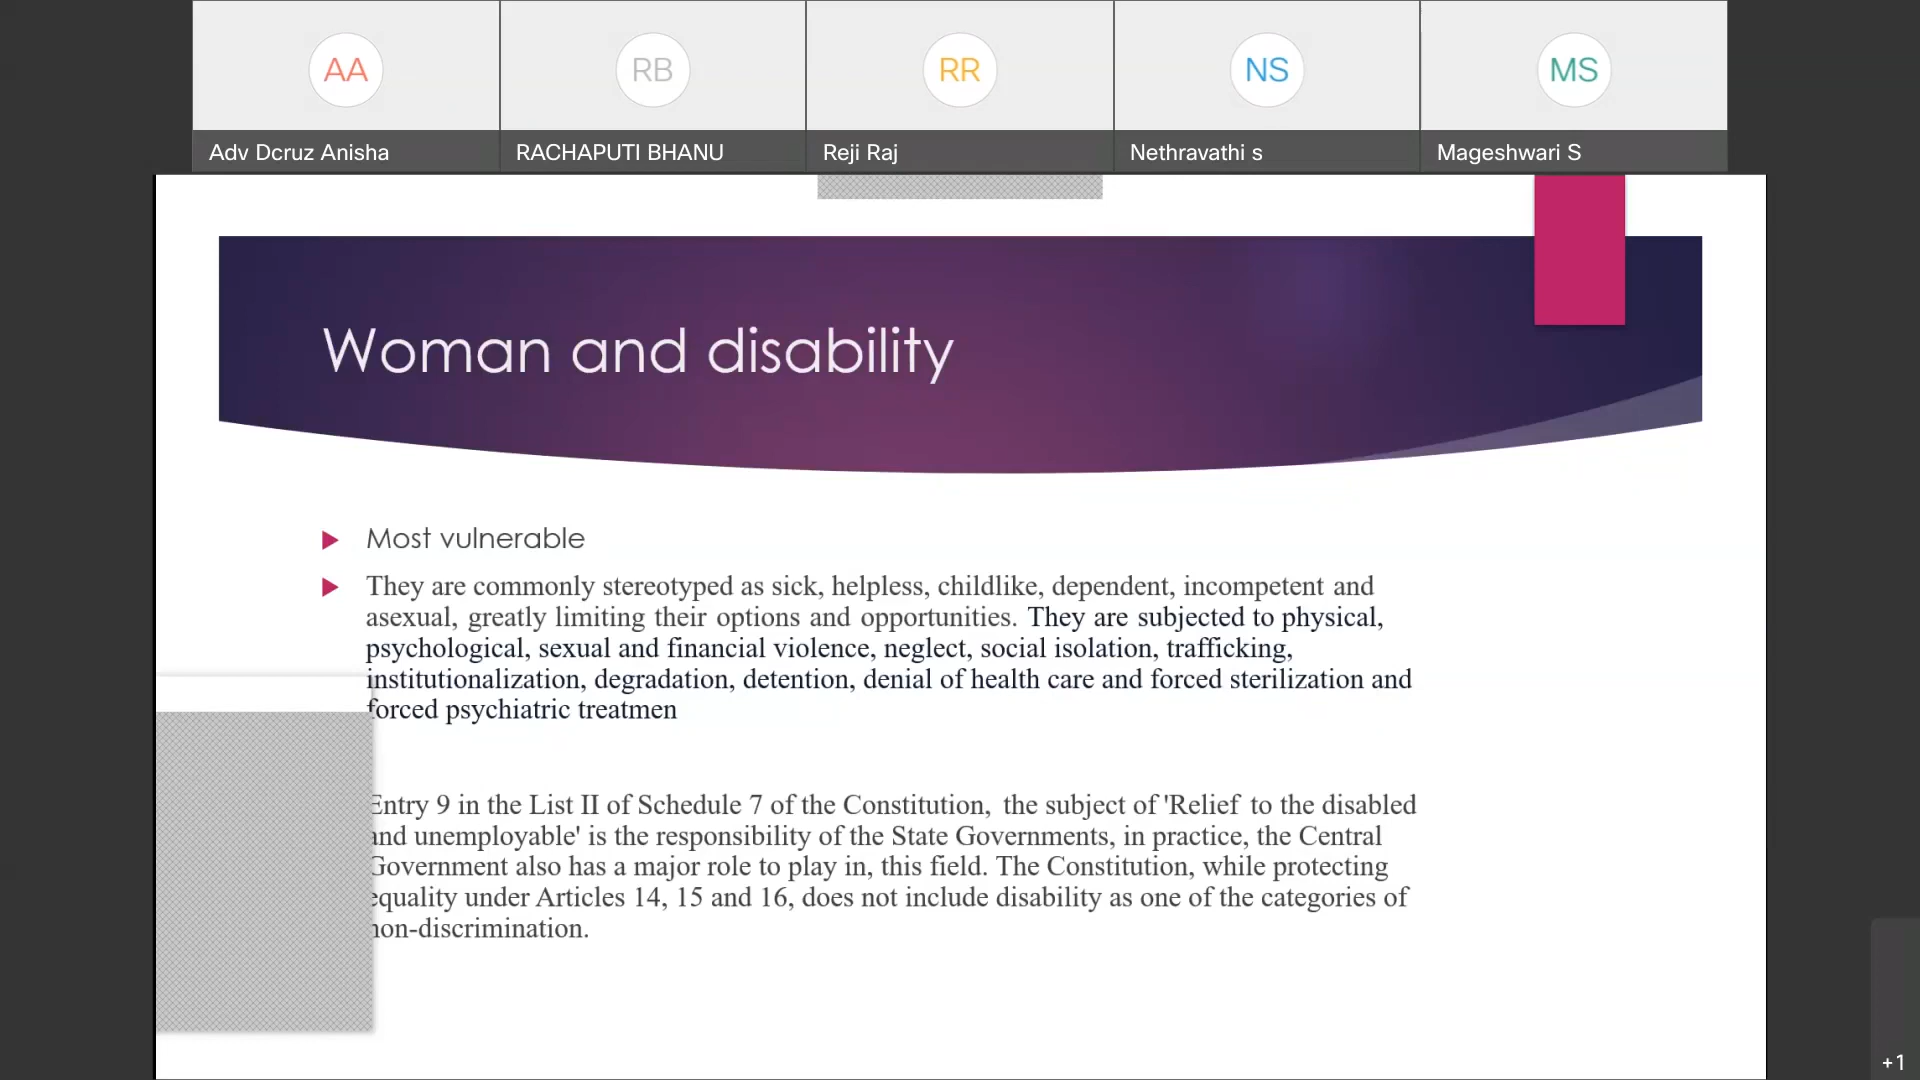 AA
RB
RR
NS
MS
Adv Dcruz Anisha
RACHAPUTI BHANU
Reji Raj
Nethravathi s
Mageshwari S
Woman and disability
Most vulnerable
They are commonly stereotyped as sick, helpless, childlike, dependent, incompetent and
asexual, greatly limiting their options and opportunities. They are subjected to physical,
psychological, sexual and financial violence, neglect, social isolation, trafficking,
institutionalization, degradation, detention, denial of health care and forced sterilization and
forced psychiatric treatmen
Entry 9 in the List II of Schedule 7 of the Constitution, the subject of 'Relief to the disabled
and unemployable' is the responsibility of the State Governments, in practice, the Central
Government also has a major role to play in, this field. The Constitution, while protecting
equality under Articles 14, 15 and 16, does not include disability as one of the categories of
non-discrimination.
+1